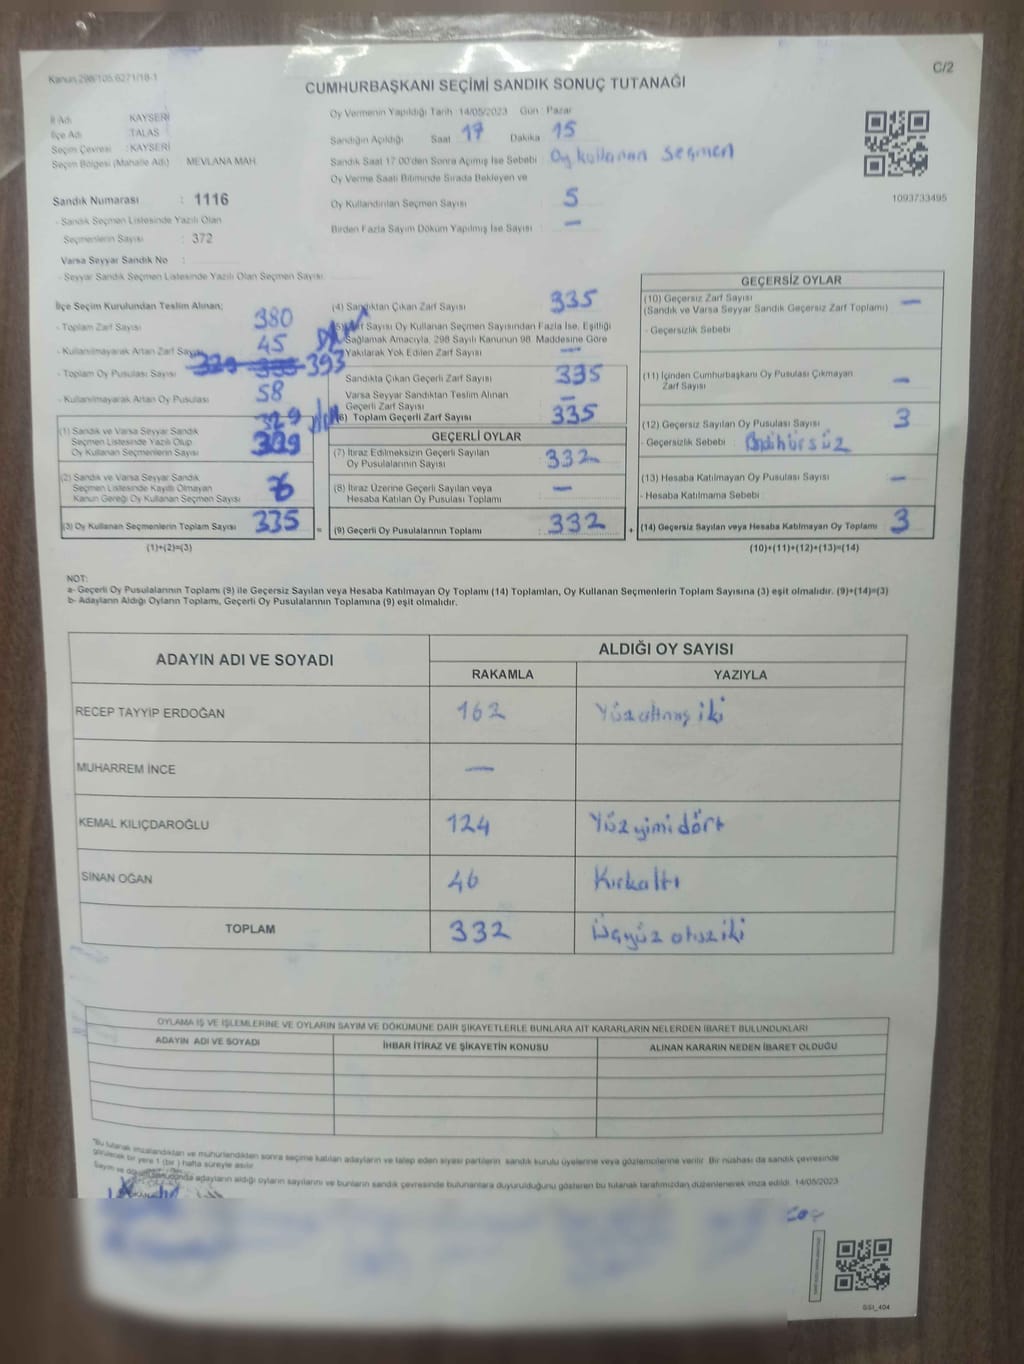 Kanun 298/105,6271/18-1
C/2
CUMHURBAŞKANI SEÇİMİ SANDIK SONUÇ TUTANAĞI
İl Adı : KAYSERİ
İlçe Adı : TALAS
Seçim Çevresi : KAYSERİ
Seçim Bölgesi (Mahalle Adı) MEVLANA MAH.
Sandık Numarası : 1116
- Sandık Seçmen Listesinde Yazılı Olan
Seçmenlerin Sayısı : 372
Varsa Seyyar Sandık No :
- Seyyar Sandık Seçmen Listesinde Yazılı Olan Seçmen Sayısı
Oy Vermenin Yapıldığı Tarih : 14/05/2023 Gün : Pazar
Sandığın Açıldığı Saat 17 Dakika 15
Sandık Saat 17.00'den Sonra Açımış İse Sebebi : Oy kullanan seçmen
Oy Verme Saati Bitiminde Sırada Bekleyen ve
Oy Kullandırılan Seçmen Sayısı : 5
Birden Fazla Sayım Döküm Yapılmış İse Sayısı : —
1093733495
İlçe Seçim Kurulundan Teslim Alınan;
- Toplam Zarf Sayısı 380
- Kullanılmayarak Artan Zarf Sayısı 45
- Toplam Oy Pusulası Sayısı 393
- Kullanılmayarak Artan Oy Pusulası 58
(1) Sandık ve Varsa Seyyar Sandık
Seçmen Listesinde Yazılı Olup
Oy Kullanan Seçmenlerin Sayısı 329
(2) Sandık ve Varsa Seyyar Sandık
Seçmen Listesinde Kayıtlı Olmayan
Kanun Gereği Oy Kullanan Seçmen Sayısı 6
(3) Oy Kullanan Seçmenlerin Toplam Sayısı 335 =
(1)+(2)=(3)
(4) Sandıktan Çıkan Zarf Sayısı : 335
Sayısı Oy Kullanan Seçmen Sayısından Fazla İse, Eşitliği
Sağlamak Amacıyla, 298 Sayılı Kanunun 98. Maddesine Göre
Yakılarak Yok Edilen Zarf Sayısı —
Sandıkta Çıkan Geçerli Zarf Sayısı : 335
Varsa Seyyar Sandıktan Teslim Alınan
Geçerli Zarf Sayısı : —
(6) Toplam Geçerli Zarf Sayısı : 335
GEÇERLİ OYLAR
(7) İtiraz Edilmeksizin Geçerli Sayılan
Oy Pusulalarının Sayısı : 332
(8) İtiraz Üzerine Geçerli Sayılan veya
Hesaba Katılan Oy Pusulası Toplamı : —
(9) Geçerli Oy Pusulalarının Toplamı : 332 +
GEÇERSİZ OYLAR
(10) Geçersiz Zarf Sayısı
(Sandık ve Varsa Seyyar Sandık Geçersiz Zarf Toplamı) : —
- Geçersizlik Sebebi
(11) İçinden Cumhurbaşkanı Oy Pusulası Çıkmayan
Zarf Sayısı : —
(12) Geçersiz Sayılan Oy Pusulası Sayısı : 3
- Geçersizlik Sebebi :
(13) Hesaba Katılmayan Oy Pusulası Sayısı : —
- Hesaba Katılmama Sebebi :
(14) Geçersiz Sayılan veya Hesaba Katılmayan Oy Toplamı : 3
(10)+(11)+(12)+(13)=(14)
NOT:
a- Geçerli Oy Pusulalarının Toplamı (9) ile Geçersiz Sayılan veya Hesaba Katılmayan Oy Toplamı (14) Toplamları, Oy Kullanan Seçmenlerin Toplam Sayısına (3) eşit olmalıdır. (9)+(14)=(3)
b- Adayların Aldığı Oyların Toplamı, Geçerli Oy Pusulalarının Toplamına (9) eşit olmalıdır.
ADAYIN ADI VE SOYADI
ALDIĞI OY SAYISI
RAKAMLA YAZIYLA
RECEP TAYYİP ERDOĞAN 162 Yüzaltmış iki
MUHARREM İNCE —
KEMAL KILIÇDAROĞLU 124 Yüzyimidört
SİNAN OĞAN 46 Kırkaltı
TOPLAM 332 Üçyüz otuziki
OYLAMA İŞ VE İŞLEMLERİNE VE OYLARIN SAYIM VE DÖKÜMÜNE DAİR ŞİKAYETLERLE BUNLARA AİT KARARLARIN NELERDEN İBARET BULUNDUKLARI
ADAYIN ADI VE SOYADI İHBAR İTİRAZ VE ŞİKAYETİN KONUSU ALINAN KARARIN NEDEN İBARET OLDUĞU
*Bu tutanak imzalandıktan ve mühürlendikten sonra seçime katılan adayların ve talep eden siyasi partilerin sandık kurulu üyelerine veya gözlemcilerine verilir. Bir nüshası da sandık çevresinde
görülecek bir yere 1 (bir ) hafta süreyle asılır.
Sayım ve döküm sonucunda adayların aldığı oyların sayılarını ve bunların sandık çevresinde bulunanlara duyurulduğunu gösteren bu tutanak tarafımızdan düzenlenerek imza edildi. 14/05/2023
SSI_404